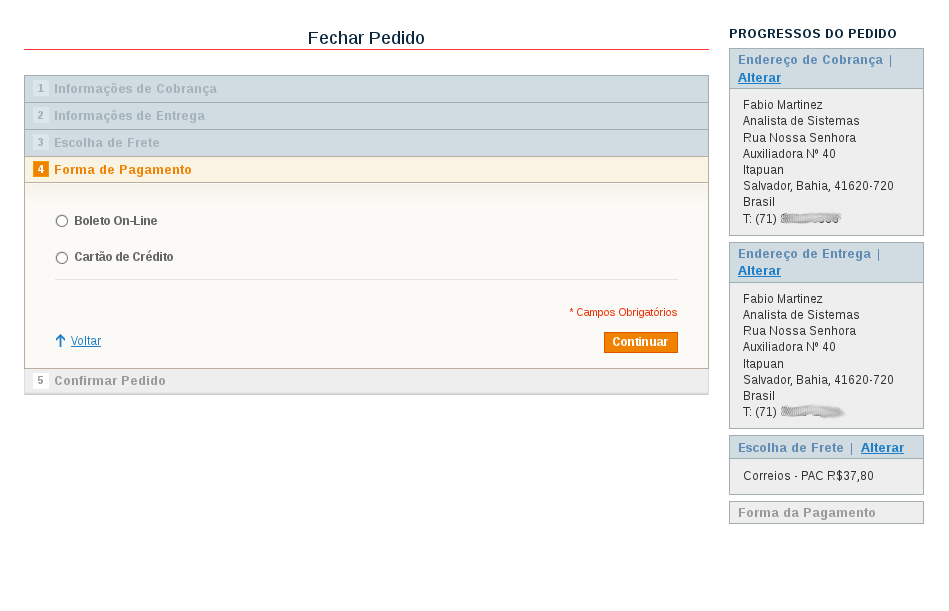 Fechar Pedido
1 Informações de Cobrança
2 Informações de Entrega
3 Escolha de Frete
4 Forma de Pagamento
Boleto On-Line
Cartão de Crédito
* Campos Obrigatórios
Voltar
Continuar
5 Confirmar Pedido
PROGRESSOS DO PEDIDO
Endereço de Cobrança |
Alterar
Fabio Martinez
Analista de Sistemas
Rua Nossa Senhora
Auxiliadora Nº 40
Itapuan
Salvador, Bahia, 41620-720
Brasil
T: (71)
Endereço de Entrega |
Alterar
Fabio Martinez
Analista de Sistemas
Rua Nossa Senhora
Auxiliadora Nº 40
Itapuan
Salvador, Bahia, 41620-720
Brasil
T: (71)
Escolha de Frete | Alterar
Correios - PAC R$37,80
Forma da Pagamento